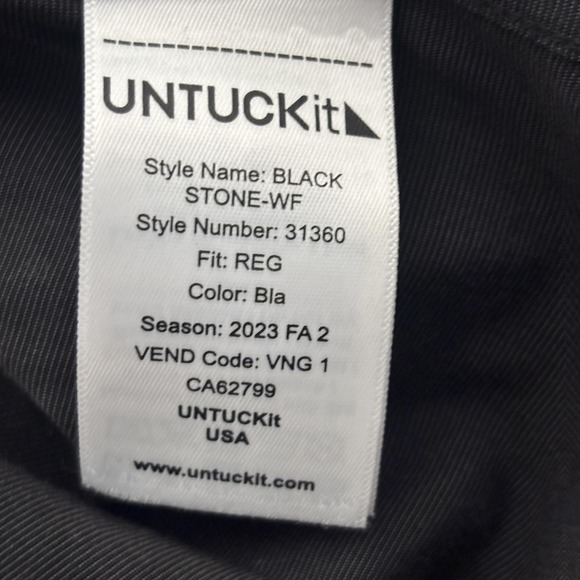 UNTUCKit
Style Name: BLACK
STONE-WF
Style Number: 31360
Fit: REG
Color: Bla
Season: 2023 FA 2
VEND Code: VNG 1
CA62799
UNTUCKit
USA
www.untuckit.com